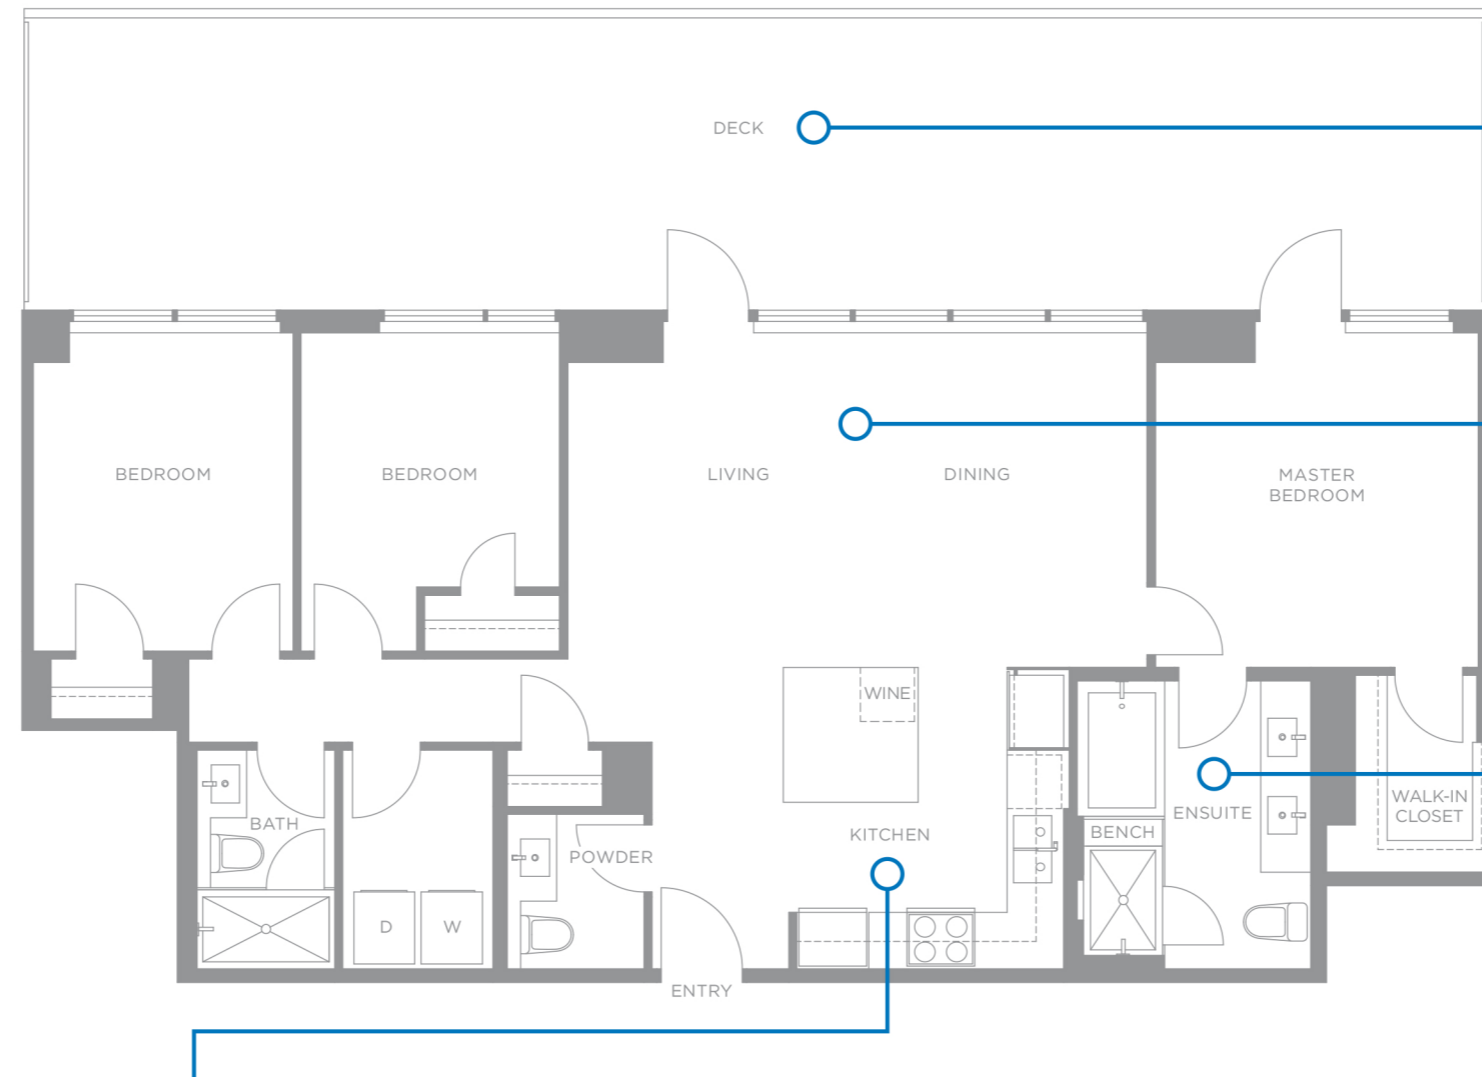 DECK
BEDROOM
BEDROOM
LIVING
DINING
MASTER
BEDROOM
WINE
WALK-IN
CLOSET
ENSUITE
BENCH
BATH
KITCHEN
POWDER
D
W
ENTRY